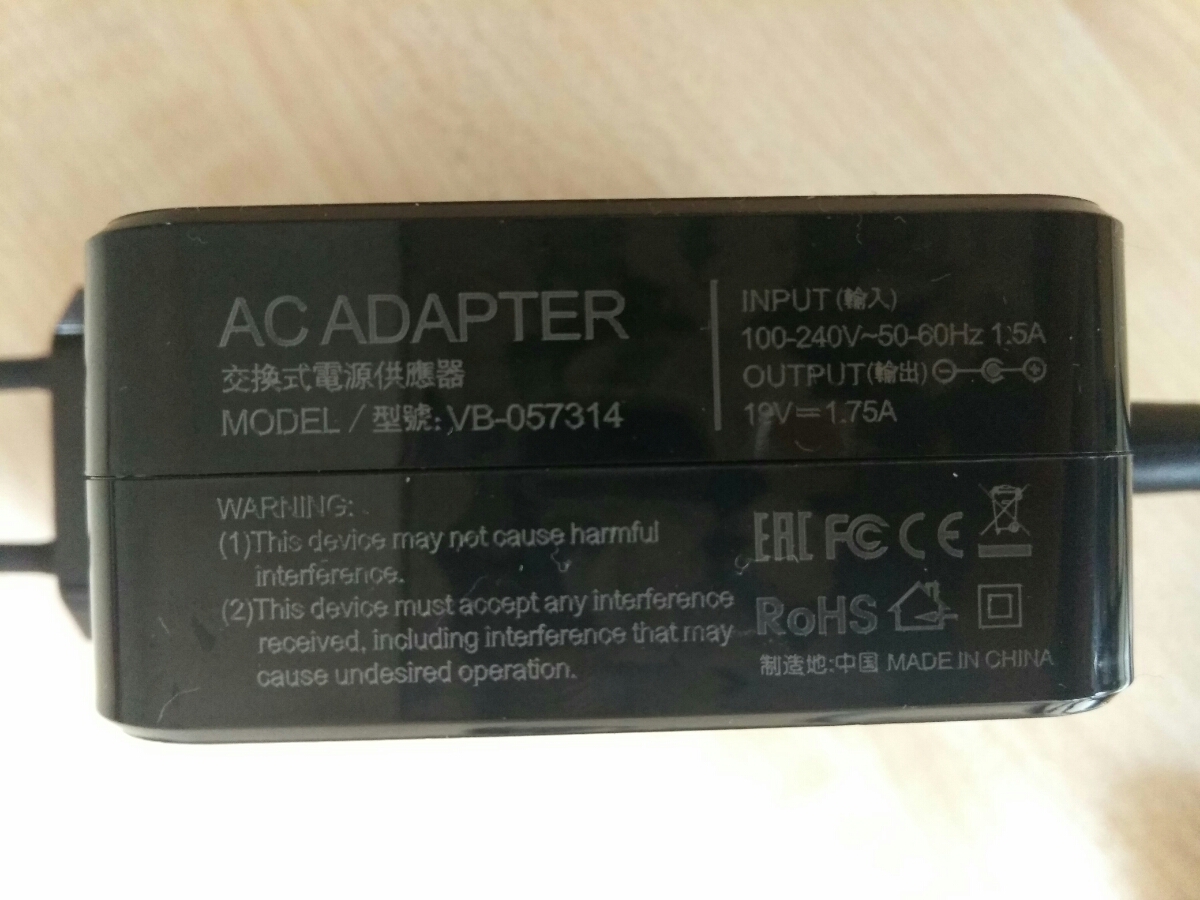 AC ADAPTER
交換式電源供應器
MODEL / 型號: VB-057314
INPUT (輸入)
100-240V~50-60Hz 1.5A
OUTPUT(輸出)
19V⎓1.75A
WARNING:
(1)This device may not cause harmful
interference.
(2)This device must accept any interference
received, including interference that may
cause undesired operation.
EAC FC CE
RoHS
制造地:中国 MADE IN CHINA